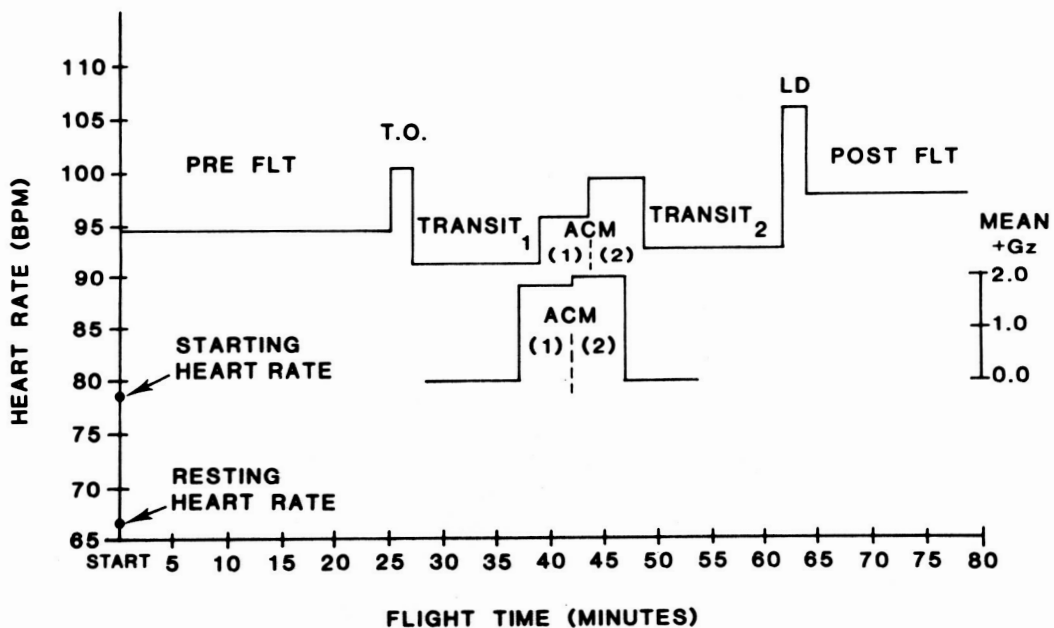 HEART RATE (BPM)
110
105
100
95
90
85
80
75
70
65
PRE FLT
T.O.
TRANSIT1
ACM
(1) (2)
TRANSIT2
LD
POST FLT
MEAN
+Gz
2.0
1.0
0.0
ACM
(1) (2)
STARTING
HEART RATE
RESTING
HEART RATE
START 5 10 15 20 25 30 35 40 45 50 55 60 65 70 75 80
FLIGHT TIME (MINUTES)